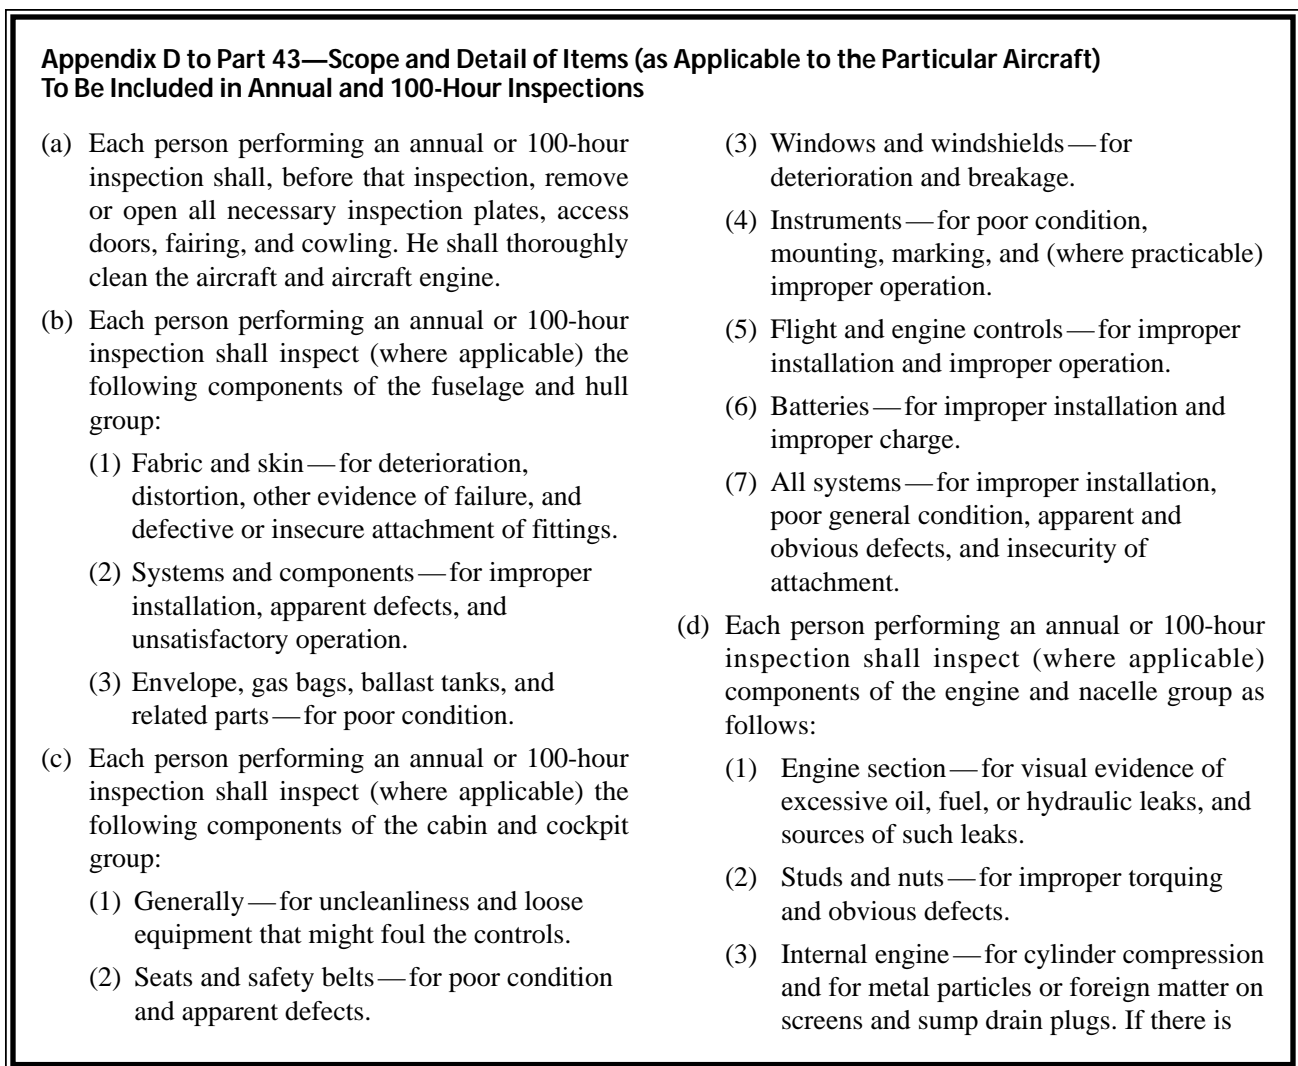 Appendix D to Part 43—Scope and Detail of Items (as Applicable to the Particular Aircraft)
To Be Included in Annual and 100-Hour Inspections
(a) Each person performing an annual or 100-hour
inspection shall, before that inspection, remove
or open all necessary inspection plates, access
doors, fairing, and cowling. He shall thoroughly
clean the aircraft and aircraft engine.
(b) Each person performing an annual or 100-hour
inspection shall inspect (where applicable) the
following components of the fuselage and hull
group:
(1) Fabric and skin—for deterioration,
distortion, other evidence of failure, and
defective or insecure attachment of fittings.
(2) Systems and components—for improper
installation, apparent defects, and
unsatisfactory operation.
(3) Envelope, gas bags, ballast tanks, and
related parts—for poor condition.
(c) Each person performing an annual or 100-hour
inspection shall inspect (where applicable) the
following components of the cabin and cockpit
group:
(1) Generally—for uncleanliness and loose
equipment that might foul the controls.
(2) Seats and safety belts—for poor condition
and apparent defects.
(3) Windows and windshields—for
deterioration and breakage.
(4) Instruments—for poor condition,
mounting, marking, and (where practicable)
improper operation.
(5) Flight and engine controls—for improper
installation and improper operation.
(6) Batteries—for improper installation and
improper charge.
(7) All systems—for improper installation,
poor general condition, apparent and
obvious defects, and insecurity of
attachment.
(d) Each person performing an annual or 100-hour
inspection shall inspect (where applicable)
components of the engine and nacelle group as
follows:
(1) Engine section—for visual evidence of
excessive oil, fuel, or hydraulic leaks, and
sources of such leaks.
(2) Studs and nuts—for improper torquing
and obvious defects.
(3) Internal engine—for cylinder compression
and for metal particles or foreign matter on
screens and sump drain plugs. If there is